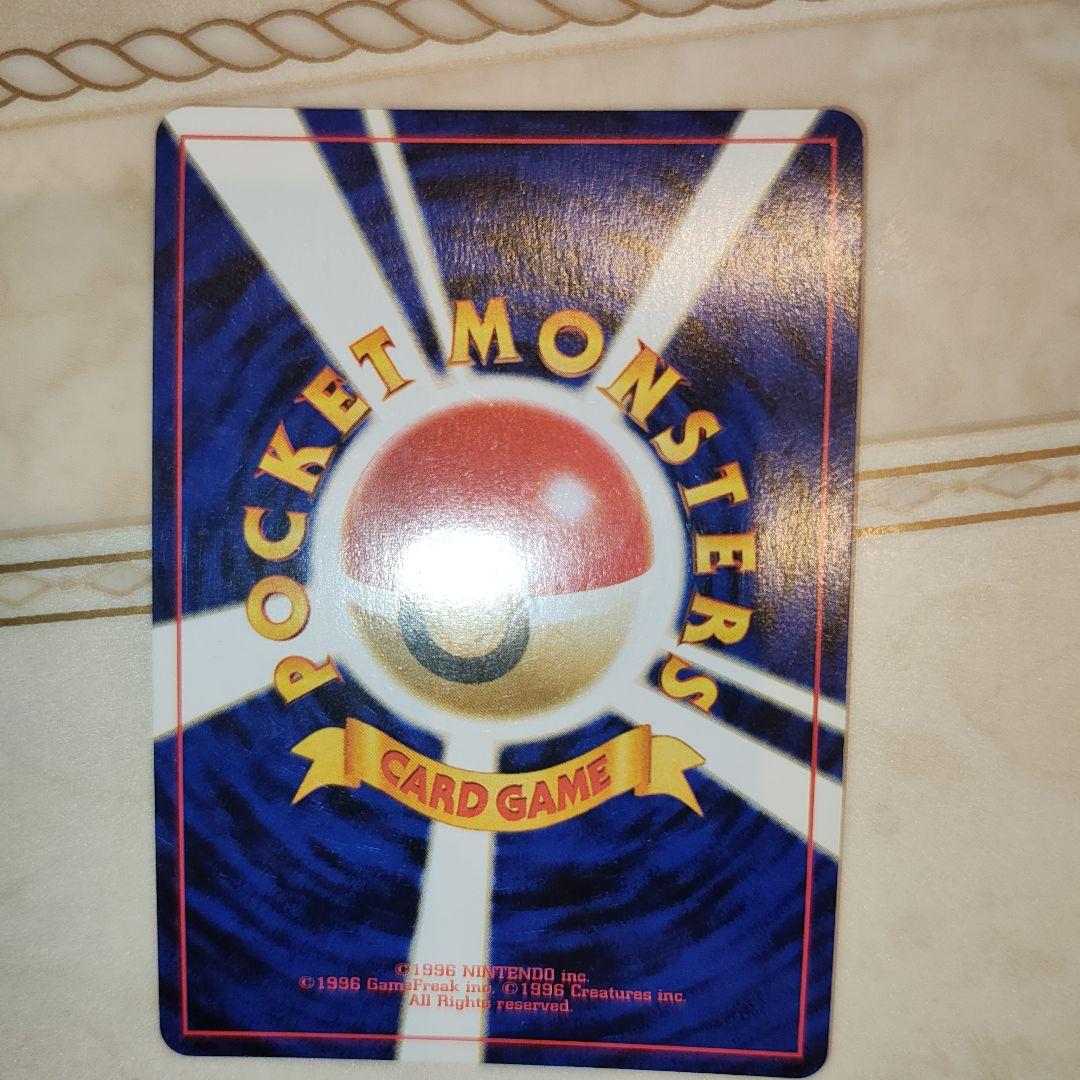 POCKET MONSTERS
CARD GAME
©1996 NINTENDO inc.
©1996 GameFreak inc. ©1996 Creatures inc.
All Rights reserved.